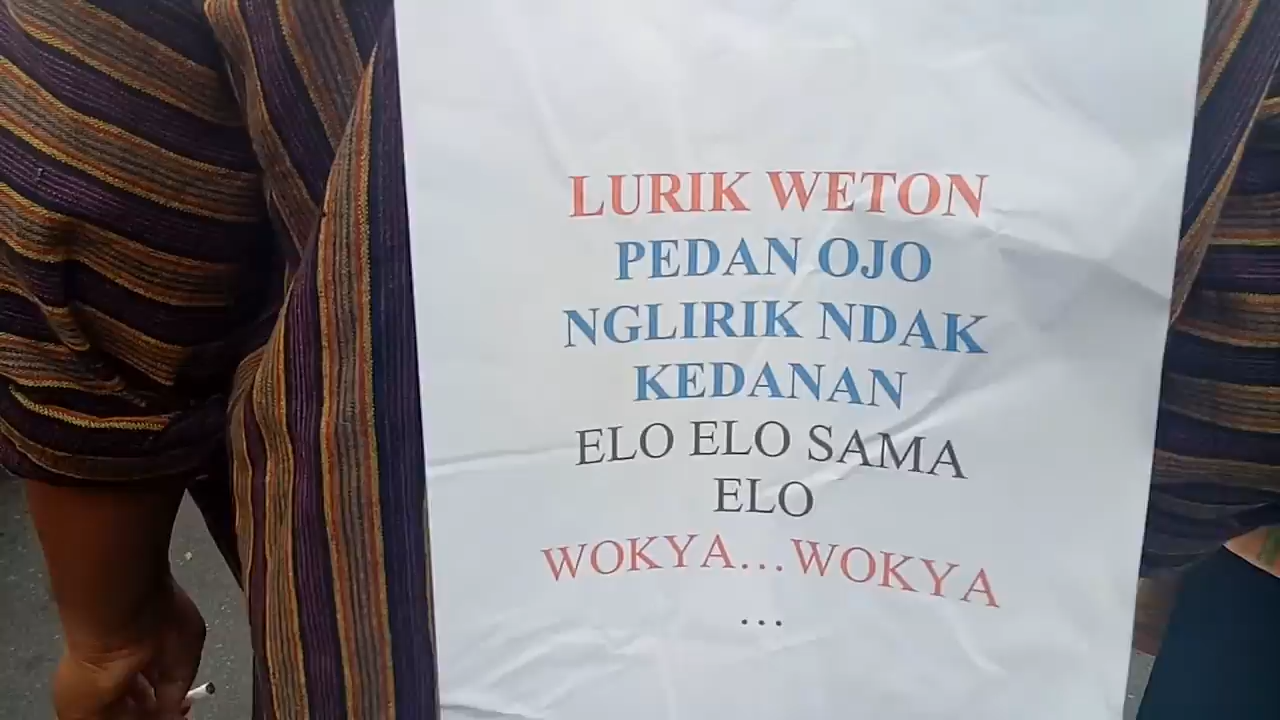 LURIK WETON
PEDAN OJO
NGLIRIK NDAK
KEDANAN
ELO ELO SAMA
ELO
WOKYA...WOKYA
...